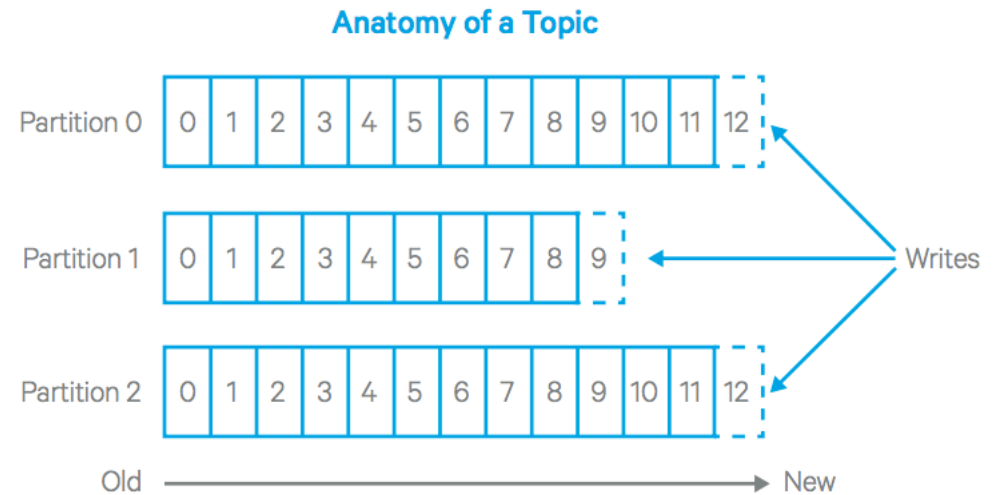 Anatomy of a Topic
Partition 0 0 1 2 3 4 5 6 7 8 9 10 11 12
Partition 1 0 1 2 3 4 5 6 7 8 9
Writes
Partition 2 0 1 2 3 4 5 6 7 8 9 10 11 12
Old New